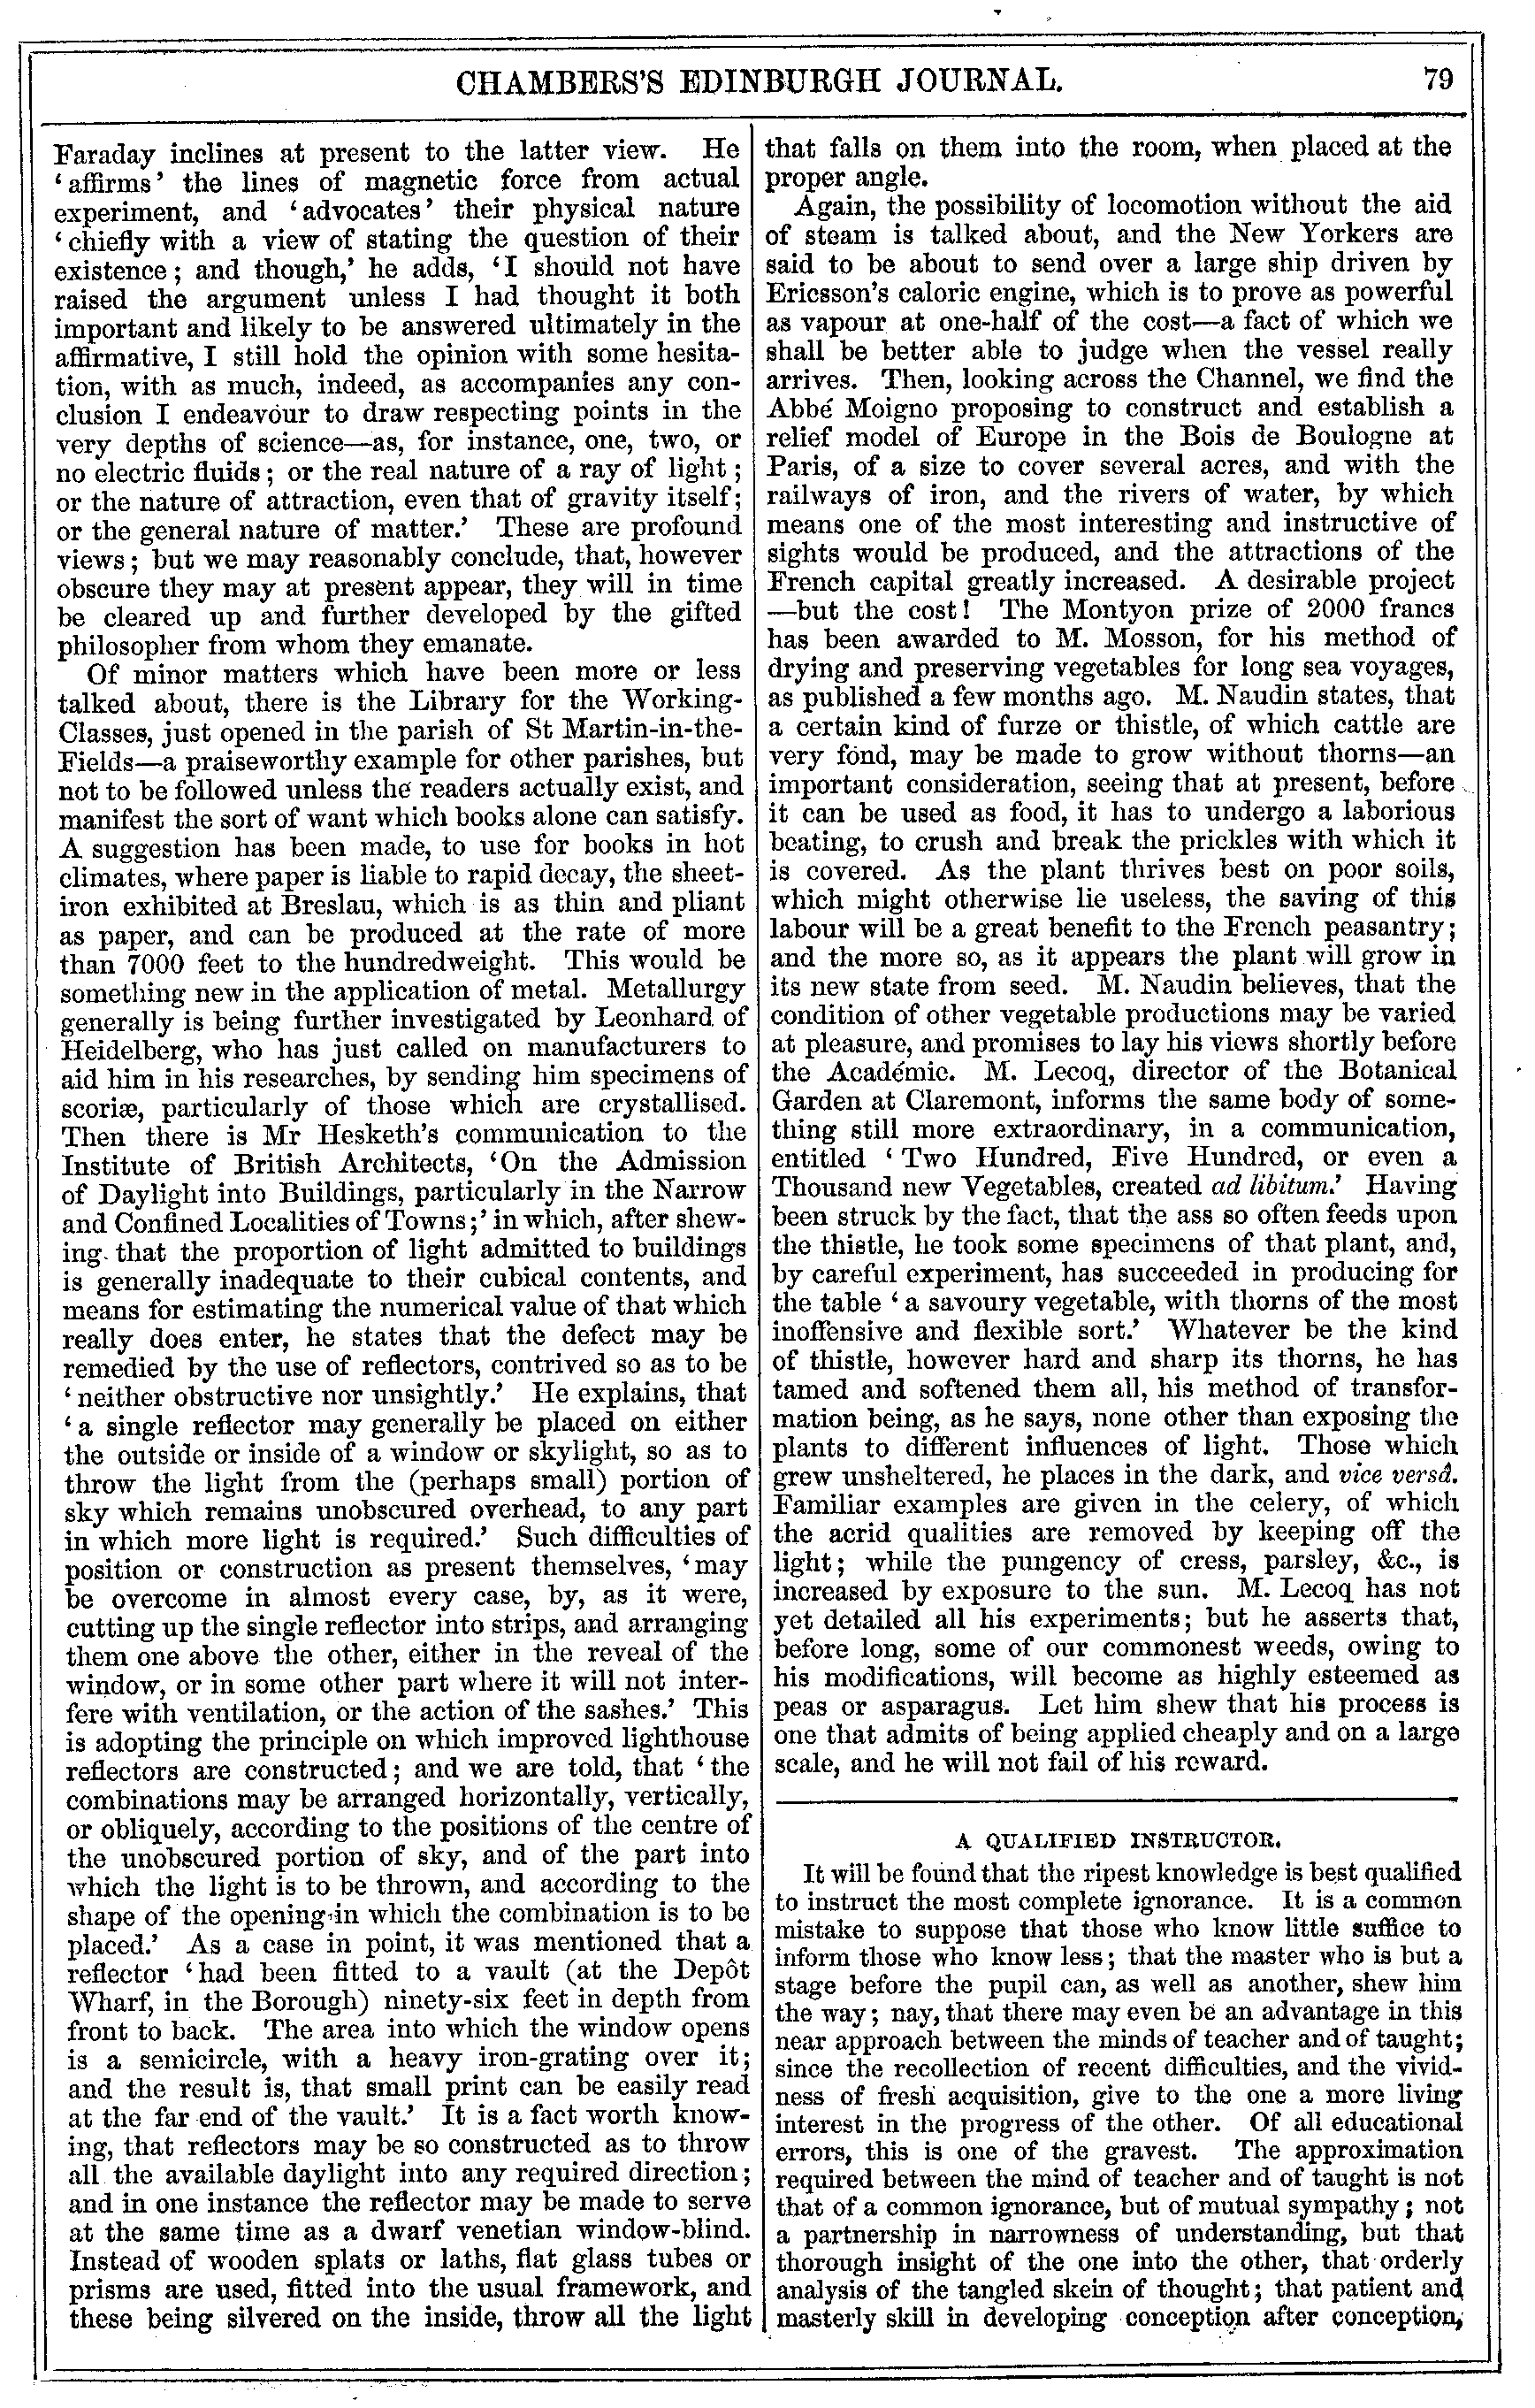 CHAMBERS'S EDINBURGH JOURNAL. 79
Faraday inclines at present to the latter view. He
‘affirms’ the lines of magnetic force from actual
experiment, and ‘advocates’ their physical nature
‘chiefly with a view of stating the question of their
existence; and though,’ he adds, ‘I should not have
raised the argument unless I had thought it both
important and likely to be answered ultimately in the
affirmative, I still hold the opinion with some hesita-
tion, with as much, indeed, as accompanies any con-
clusion I endeavour to draw respecting points in the
very depths of science—as, for instance, one, two, or
no electric fluids; or the real nature of a ray of light;
or the nature of attraction, even that of gravity itself;
or the general nature of matter.’ These are profound
views; but we may reasonably conclude, that, however
obscure they may at present appear, they will in time
be cleared up and further developed by the gifted
philosopher from whom they emanate.
Of minor matters which have been more or less
talked about, there is the Library for the Working-
Classes, just opened in the parish of St Martin-in-the-
Fields—a praiseworthy example for other parishes, but
not to be followed unless the readers actually exist, and
manifest the sort of want which books alone can satisfy.
A suggestion has been made, to use for books in hot
climates, where paper is liable to rapid decay, the sheet-
iron exhibited at Breslau, which is as thin and pliant
as paper, and can be produced at the rate of more
than 7000 feet to the hundredweight. This would be
something new in the application of metal. Metallurgy
generally is being further investigated by Leonhard of
Heidelberg, who has just called on manufacturers to
aid him in his researches, by sending him specimens of
scoriæ, particularly of those which are crystallised.
Then there is Mr Hesketh's communication to the
Institute of British Architects, ‘On the Admission
of Daylight into Buildings, particularly in the Narrow
and Confined Localities of Towns;’ in which, after shew-
ing that the proportion of light admitted to buildings
is generally inadequate to their cubical contents, and
means for estimating the numerical value of that which
really does enter, he states that the defect may be
remedied by the use of reflectors, contrived so as to be
‘neither obstructive nor unsightly.’ He explains, that
‘a single reflector may generally be placed on either
the outside or inside of a window or skylight, so as to
throw the light from the (perhaps small) portion of
sky which remains unobscured overhead, to any part
in which more light is required.’ Such difficulties of
position or construction as present themselves, ‘may
be overcome in almost every case, by, as it were,
cutting up the single reflector into strips, and arranging
them one above the other, either in the reveal of the
window, or in some other part where it will not inter-
fere with ventilation, or the action of the sashes.’ This
is adopting the principle on which improved lighthouse
reflectors are constructed; and we are told, that ‘the
combinations may be arranged horizontally, vertically,
or obliquely, according to the positions of the centre of
the unobscured portion of sky, and of the part into
which the light is to be thrown, and according to the
shape of the opening in which the combination is to be
placed.’ As a case in point, it was mentioned that a
reflector ‘had been fitted to a vault (at the Depôt
Wharf, in the Borough) ninety-six feet in depth from
front to back. The area into which the window opens
is a semicircle, with a heavy iron-grating over it;
and the result is, that small print can be easily read
at the far end of the vault.’ It is a fact worth know-
ing, that reflectors may be so constructed as to throw
all the available daylight into any required direction;
and in one instance the reflector may be made to serve
at the same time as a dwarf venetian window-blind.
Instead of wooden splats or laths, flat glass tubes or
prisms are used, fitted into the usual framework, and
these being silvered on the inside, throw all the light
that falls on them into the room, when placed at the
proper angle.
Again, the possibility of locomotion without the aid
of steam is talked about, and the New Yorkers are
said to be about to send over a large ship driven by
Ericsson's caloric engine, which is to prove as powerful
as vapour at one-half of the cost—a fact of which we
shall be better able to judge when the vessel really
arrives. Then, looking across the Channel, we find the
Abbé Moigno proposing to construct and establish a
relief model of Europe in the Bois de Boulogne at
Paris, of a size to cover several acres, and with the
railways of iron, and the rivers of water, by which
means one of the most interesting and instructive of
sights would be produced, and the attractions of the
French capital greatly increased. A desirable project
—but the cost! The Montyon prize of 2000 francs
has been awarded to M. Mosson, for his method of
drying and preserving vegetables for long sea voyages,
as published a few months ago. M. Naudin states, that
a certain kind of furze or thistle, of which cattle are
very fond, may be made to grow without thorns—an
important consideration, seeing that at present, before
it can be used as food, it has to undergo a laborious
beating, to crush and break the prickles with which it
is covered. As the plant thrives best on poor soils,
which might otherwise lie useless, the saving of this
labour will be a great benefit to the French peasantry;
and the more so, as it appears the plant will grow in
its new state from seed. M. Naudin believes, that the
condition of other vegetable productions may be varied
at pleasure, and promises to lay his views shortly before
the Académie. M. Lecoq, director of the Botanical
Garden at Claremont, informs the same body of some-
thing still more extraordinary, in a communication,
entitled ‘Two Hundred, Five Hundred, or even a
Thousand new Vegetables, created ad libitum.’ Having
been struck by the fact, that the ass so often feeds upon
the thistle, he took some specimens of that plant, and,
by careful experiment, has succeeded in producing for
the table ‘a savoury vegetable, with thorns of the most
inoffensive and flexible sort.’ Whatever be the kind
of thistle, however hard and sharp its thorns, he has
tamed and softened them all, his method of transfor-
mation being, as he says, none other than exposing the
plants to different influences of light. Those which
grew unsheltered, he places in the dark, and vice versâ.
Familiar examples are given in the celery, of which
the acrid qualities are removed by keeping off the
light; while the pungency of cress, parsley, &c., is
increased by exposure to the sun. M. Lecoq has not
yet detailed all his experiments; but he asserts that,
before long, some of our commonest weeds, owing to
his modifications, will become as highly esteemed as
peas or asparagus. Let him shew that his process is
one that admits of being applied cheaply and on a large
scale, and he will not fail of his reward.
A QUALIFIED INSTRUCTOR.
It will be found that the ripest knowledge is best qualified
to instruct the most complete ignorance. It is a common
mistake to suppose that those who know little suffice to
inform those who know less; that the master who is but a
stage before the pupil can, as well as another, shew him
the way; nay, that there may even be an advantage in this
near approach between the minds of teacher and of taught;
since the recollection of recent difficulties, and the vivid-
ness of fresh acquisition, give to the one a more living
interest in the progress of the other. Of all educational
errors, this is one of the gravest. The approximation
required between the mind of teacher and of taught is not
that of a common ignorance, but of mutual sympathy; not
a partnership in narrowness of understanding, but that
thorough insight of the one into the other, that orderly
analysis of the tangled skein of thought; that patient and
masterly skill in developing conception after conception,